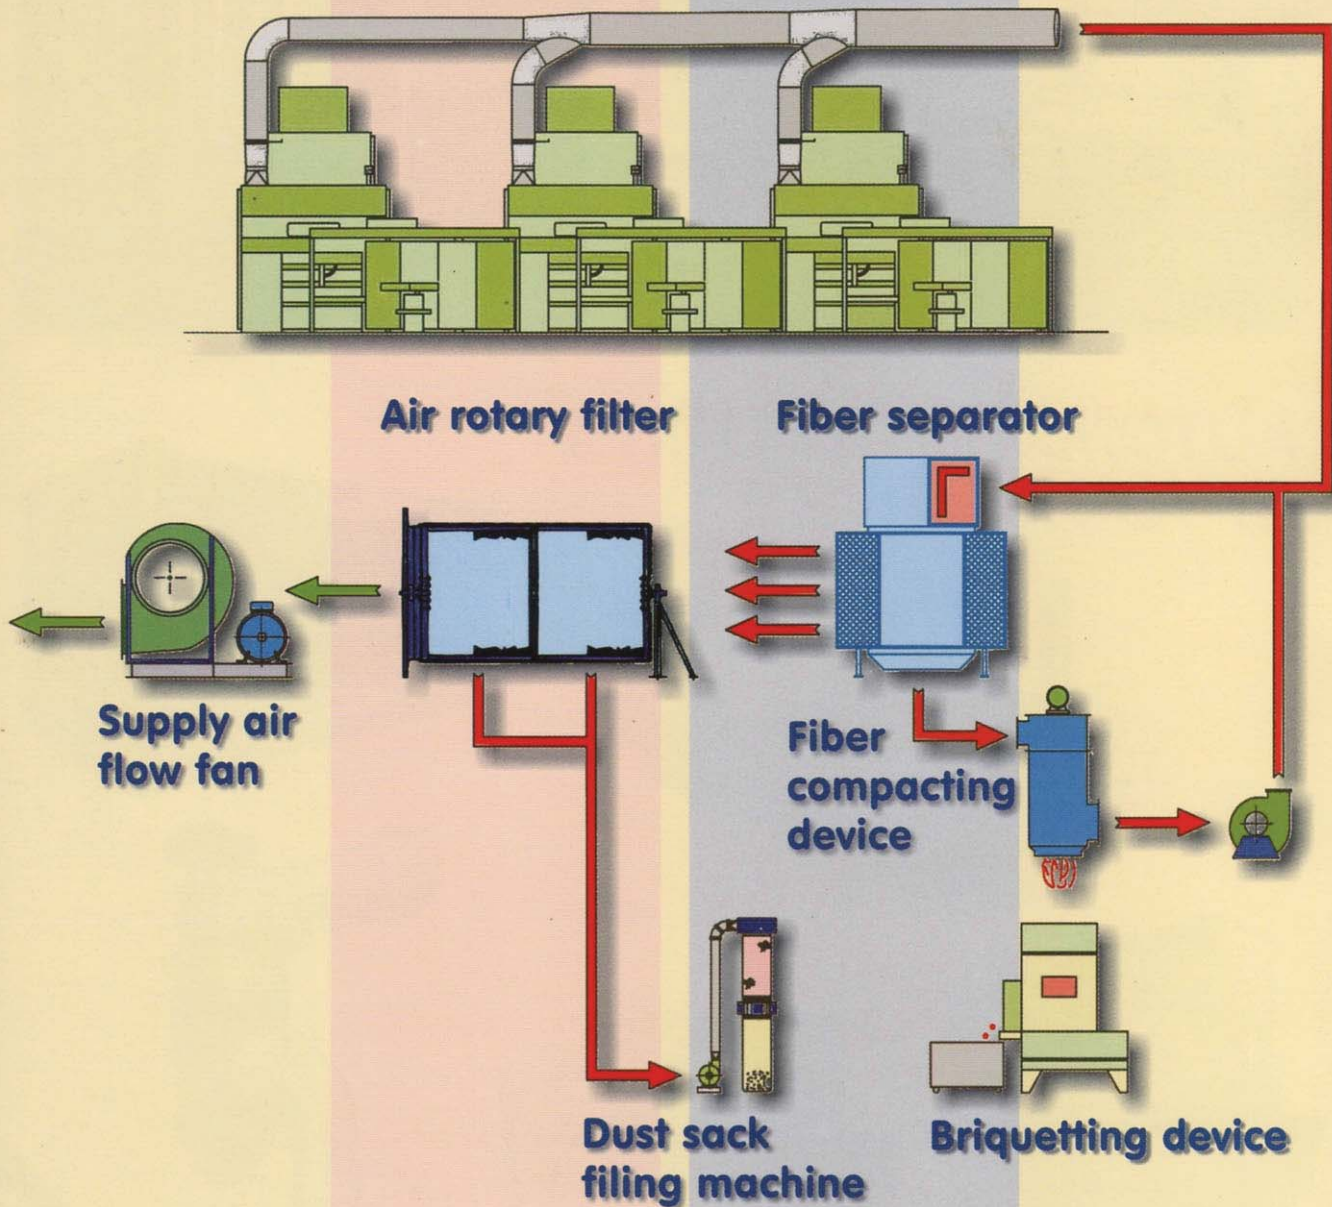 Air rotary filter
Fiber separator
Supply air
flow fan
Fiber
compacting
device
Dust sack
filing machine
Briquetting device